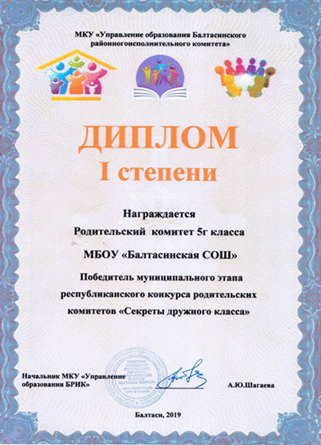 МКУ «Управление образования Балтасинского
районногоисполнительного комитета»
ДИПЛОМ
I степени
Награждается
Родительский комитет 5г класса
МБОУ «Балтасинская СОШ»
Победитель муниципального этапа
республиканского конкурса родительских
комитетов «Секреты дружного класса»
Начальник МКУ «Управление
образования БРИК»
А.Ю.Шагаева
Балтаси, 2019